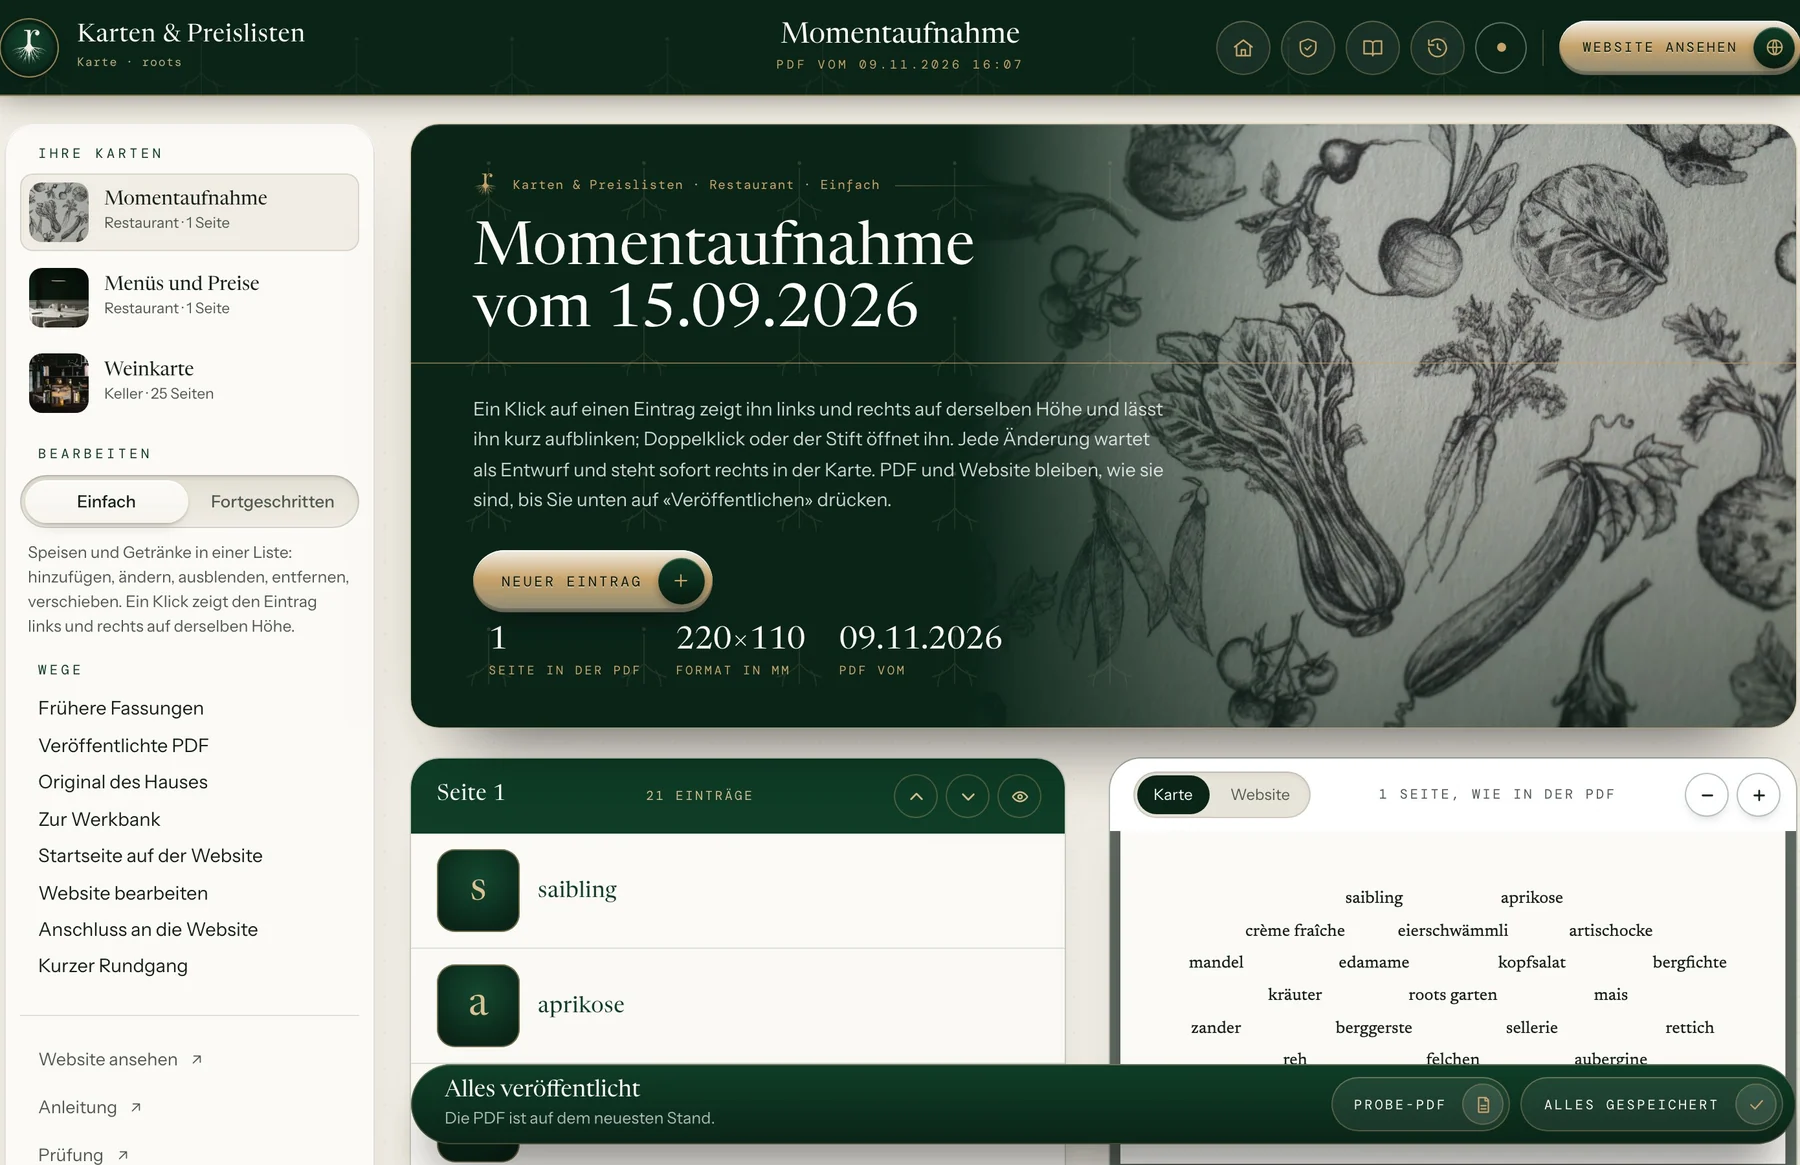 r
Karten & Preislisten
Karte · roots
Momentaufnahme
PDF VOM 09.11.2026 16:07
WEBSITE ANSEHEN
IHRE KARTEN
Momentaufnahme
Restaurant · 1 Seite
Menüs und Preise
Restaurant · 1 Seite
Weinkarte
Keller · 25 Seiten
BEARBEITEN
Einfach
Fortgeschritten
Speisen und Getränke in einer Liste:
hinzufügen, ändern, ausblenden, entfernen,
verschieben. Ein Klick zeigt den Eintrag
links und rechts auf derselben Höhe.
WEGE
Frühere Fassungen
Veröffentlichte PDF
Original des Hauses
Zur Werkbank
Startseite auf der Website
Website bearbeiten
Anschluss an die Website
Kurzer Rundgang
Website ansehen ↗
Anleitung ↗
Prüfung ↗
r
Karten & Preislisten · Restaurant · Einfach
Momentaufnahme
vom 15.09.2026
Ein Klick auf einen Eintrag zeigt ihn links und rechts auf derselben Höhe und lässt
ihn kurz aufblinken; Doppelklick oder der Stift öffnet ihn. Jede Änderung wartet
als Entwurf und steht sofort rechts in der Karte. PDF und Website bleiben, wie sie
sind, bis Sie unten auf «Veröffentlichen» drücken.
NEUER EINTRAG +
1
SEITE IN DER PDF
220×110
FORMAT IN MM
09.11.2026
PDF VOM
Seite 1
21 EINTRÄGE
s
saibling
a
aprikose
Karte
Website
1 SEITE, WIE IN DER PDF
− +
saibling aprikose
crème fraîche eierschwämmli artischocke
mandel edamame kopfsalat bergfichte
kräuter roots garten mais
zander berggerste sellerie rettich
reh felchen aubergine
Alles veröffentlicht
Die PDF ist auf dem neuesten Stand.
PROBE-PDF
ALLES GESPEICHERT